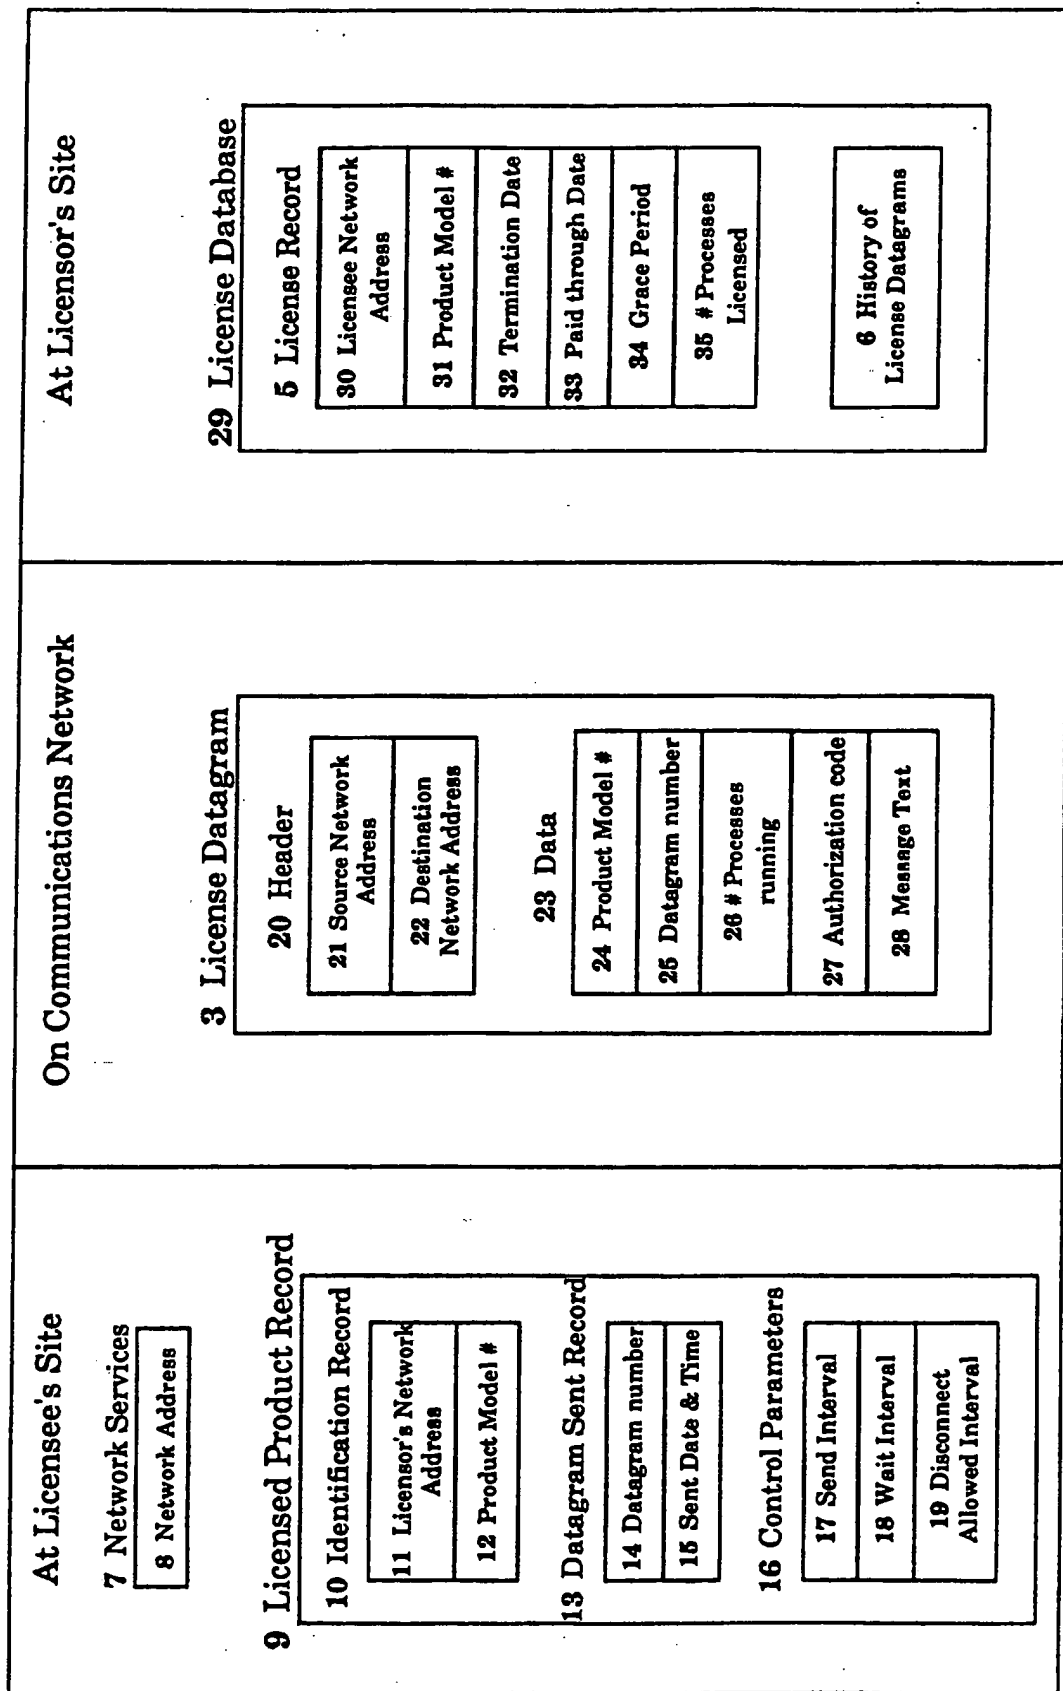 At Licensee's Site
7 Network Services
8 Network Address
9 Licensed Product Record
10 Identification Record
11 Licensor's Network
Address
12 Product Model #
13 Datagram Sent Record
14 Datagram number
15 Sent Date & Time
16 Control Parameters
17 Send Interval
18 Wait Interval
19 Disconnect
Allowed Interval
On Communications Network
3 License Datagram
20 Header
21 Source Network
Address
22 Destination
Network Address
23 Data
24 Product Model #
25 Datagram number
26 # Processes
running
27 Authorization code
28 Message Text
At Licensor's Site
29 License Database
5 License Record
30 Licensee Network
Address
31 Product Model #
32 Termination Date
33 Paid through Date
34 Grace Period
35 # Processes
Licensed
6 History of
License Datagrams